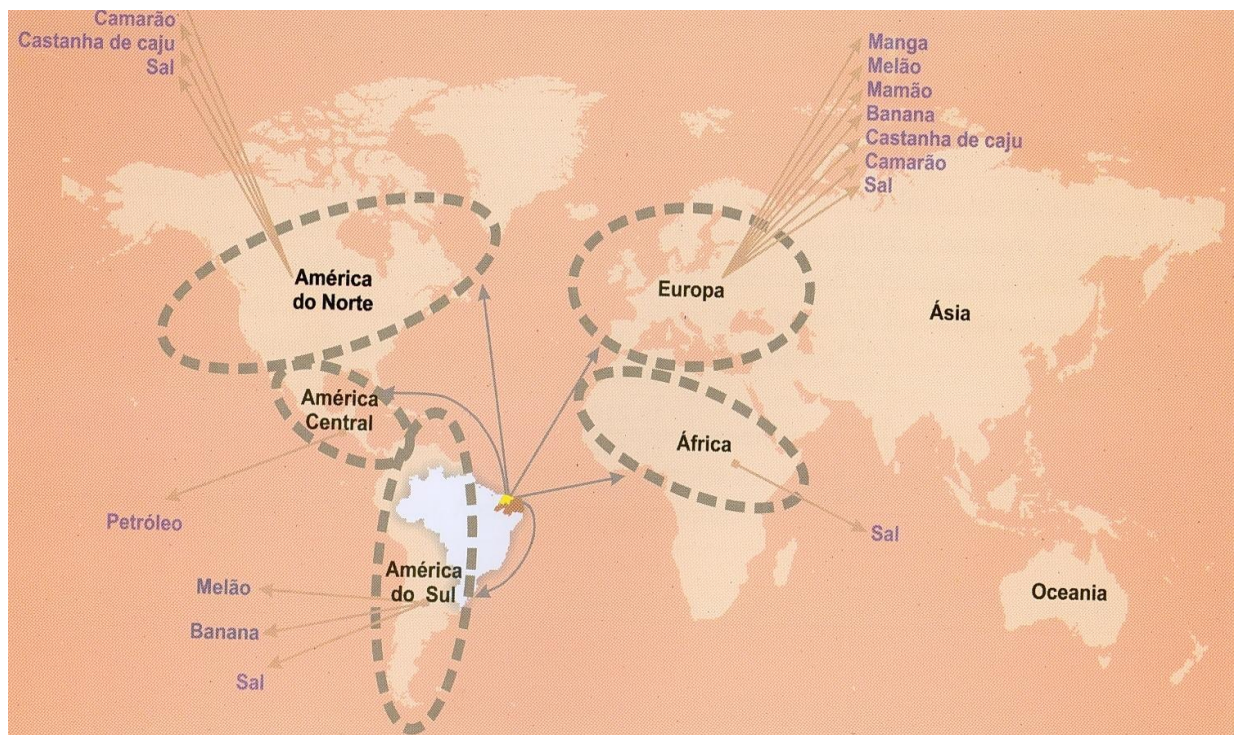 Camarão
Castanha de caju
Sal
Manga
Melão
Mamão
Banana
Castanha de caju
Camarão
Sal
América
do Norte
Europa
Ásia
América
Central
África
Petróleo
Sal
América
do Sul
Melão
Banana
Sal
Oceania